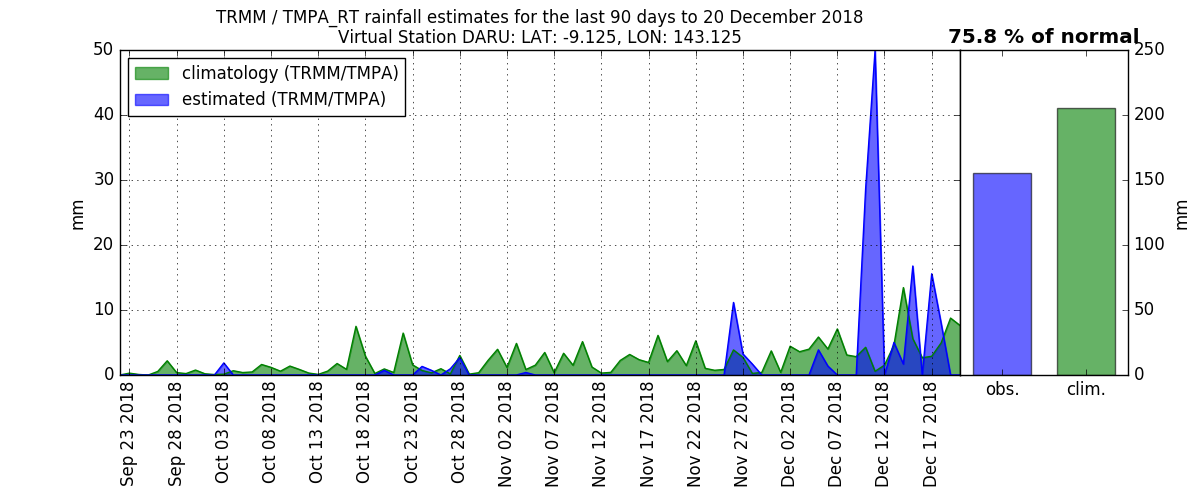 TRMM / TMPA_RT rainfall estimates for the last 90 days to 20 December 2018
Virtual Station DARU: LAT: -9.125, LON: 143.125
75.8 % of normal
climatology (TRMM/TMPA)
estimated (TRMM/TMPA)
mm
50
40
30
20
10
0
250
200
150
100
50
0
mm
Sep 23 2018
Sep 28 2018
Oct 03 2018
Oct 08 2018
Oct 13 2018
Oct 18 2018
Oct 23 2018
Oct 28 2018
Nov 02 2018
Nov 07 2018
Nov 12 2018
Nov 17 2018
Nov 22 2018
Nov 27 2018
Dec 02 2018
Dec 07 2018
Dec 12 2018
Dec 17 2018
obs.
clim.